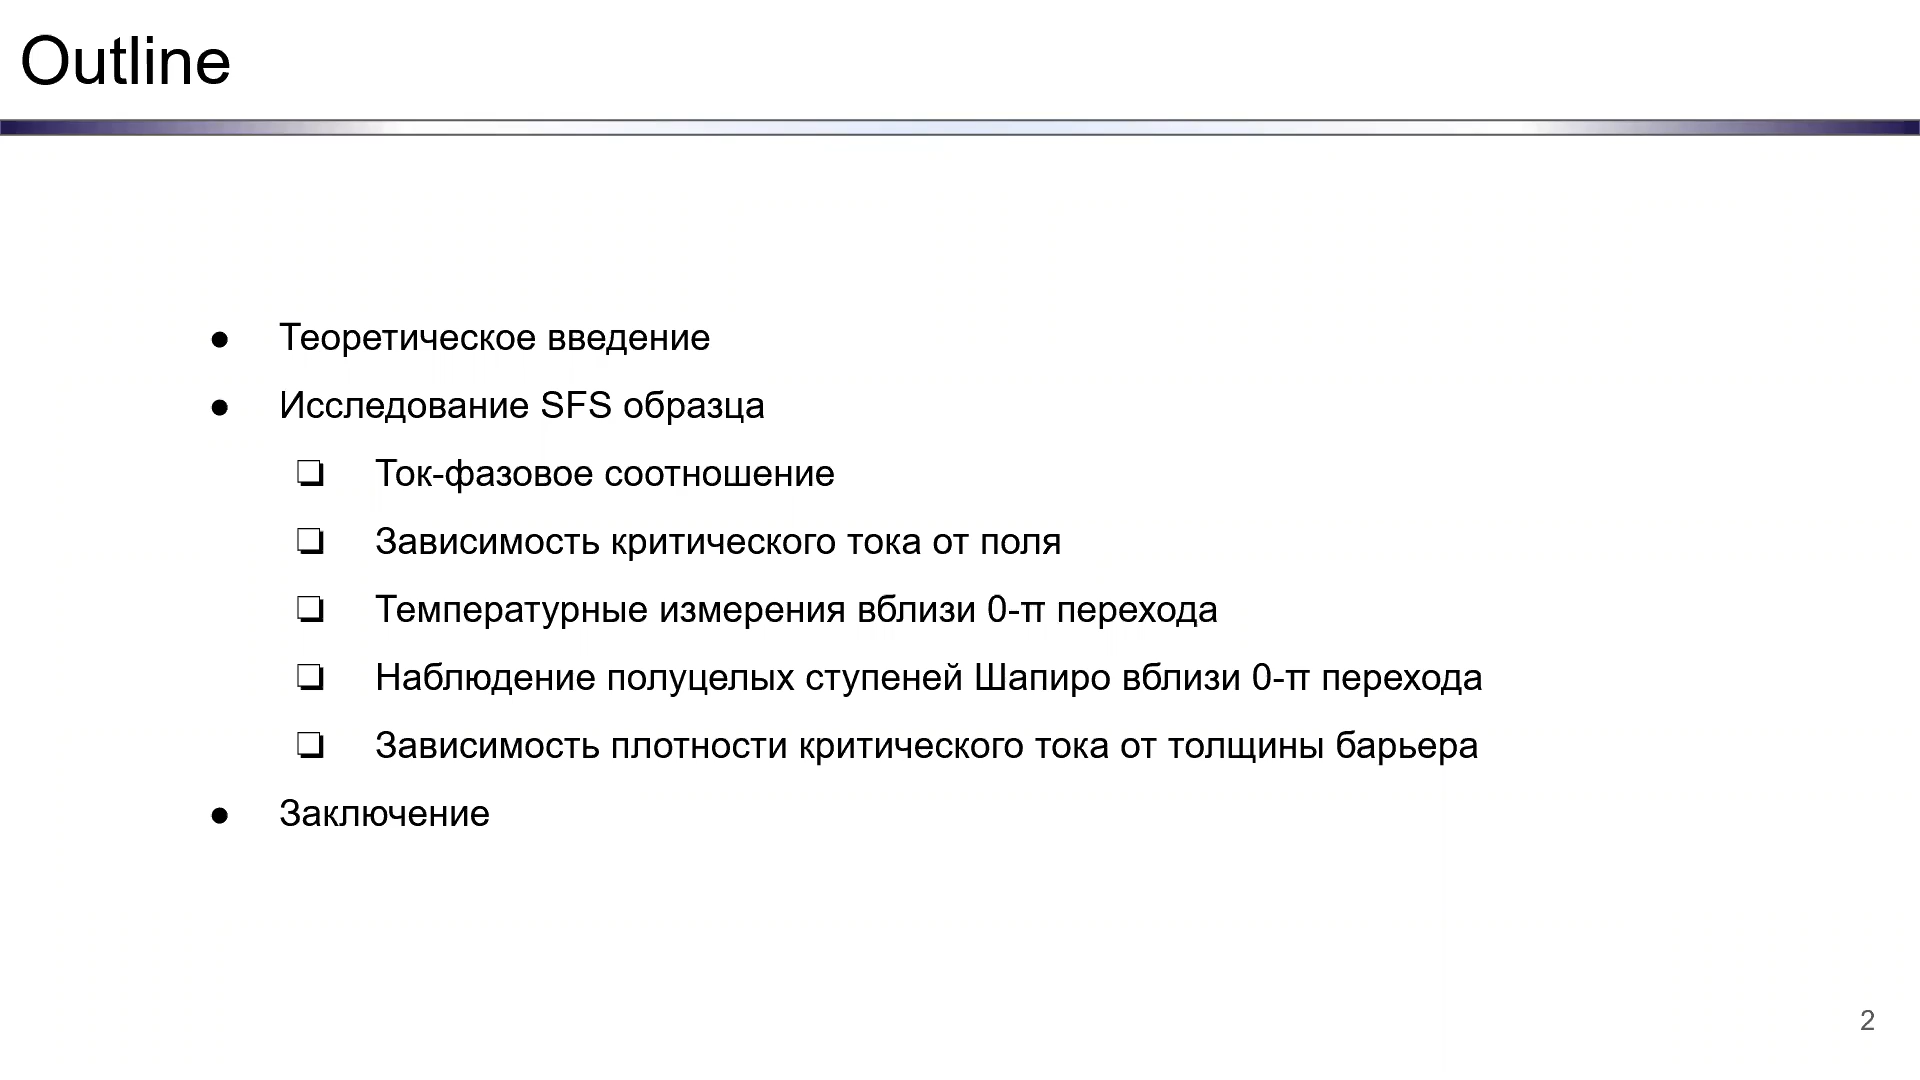 Outline
● Теоретическое введение
● Исследование SFS образца
❏ Ток-фазовое соотношение
❏ Зависимость критического тока от поля
❏ Температурные измерения вблизи 0-π перехода
❏ Наблюдение полуцелых ступеней Шапиро вблизи 0-π перехода
❏ Зависимость плотности критического тока от толщины барьера
● Заключение
2